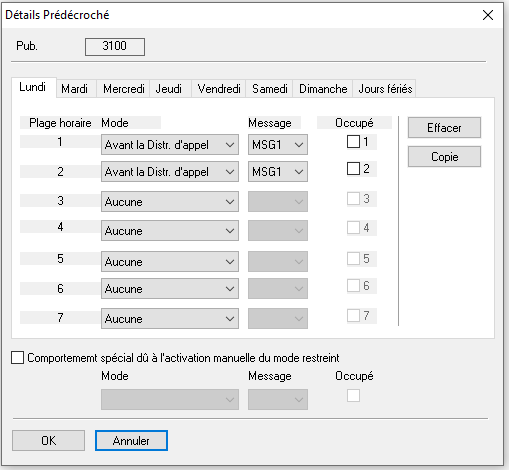 Détails Prédécroché
Pub. 3100
Lundi Mardi Mercredi Jeudi Vendredi Samedi Dimanche Jours fériés
Plage horaire Mode Message Occupé
1 Avant la Distr. d'appel MSG1 1
2 Avant la Distr. d'appel MSG1 2
3 Aucune 3
4 Aucune 4
5 Aucune 5
6 Aucune 6
7 Aucune 7
Effacer
Copie
Comportement spécial dû à l'activation manuelle du mode restreint
Mode Message Occupé
OK Annuler